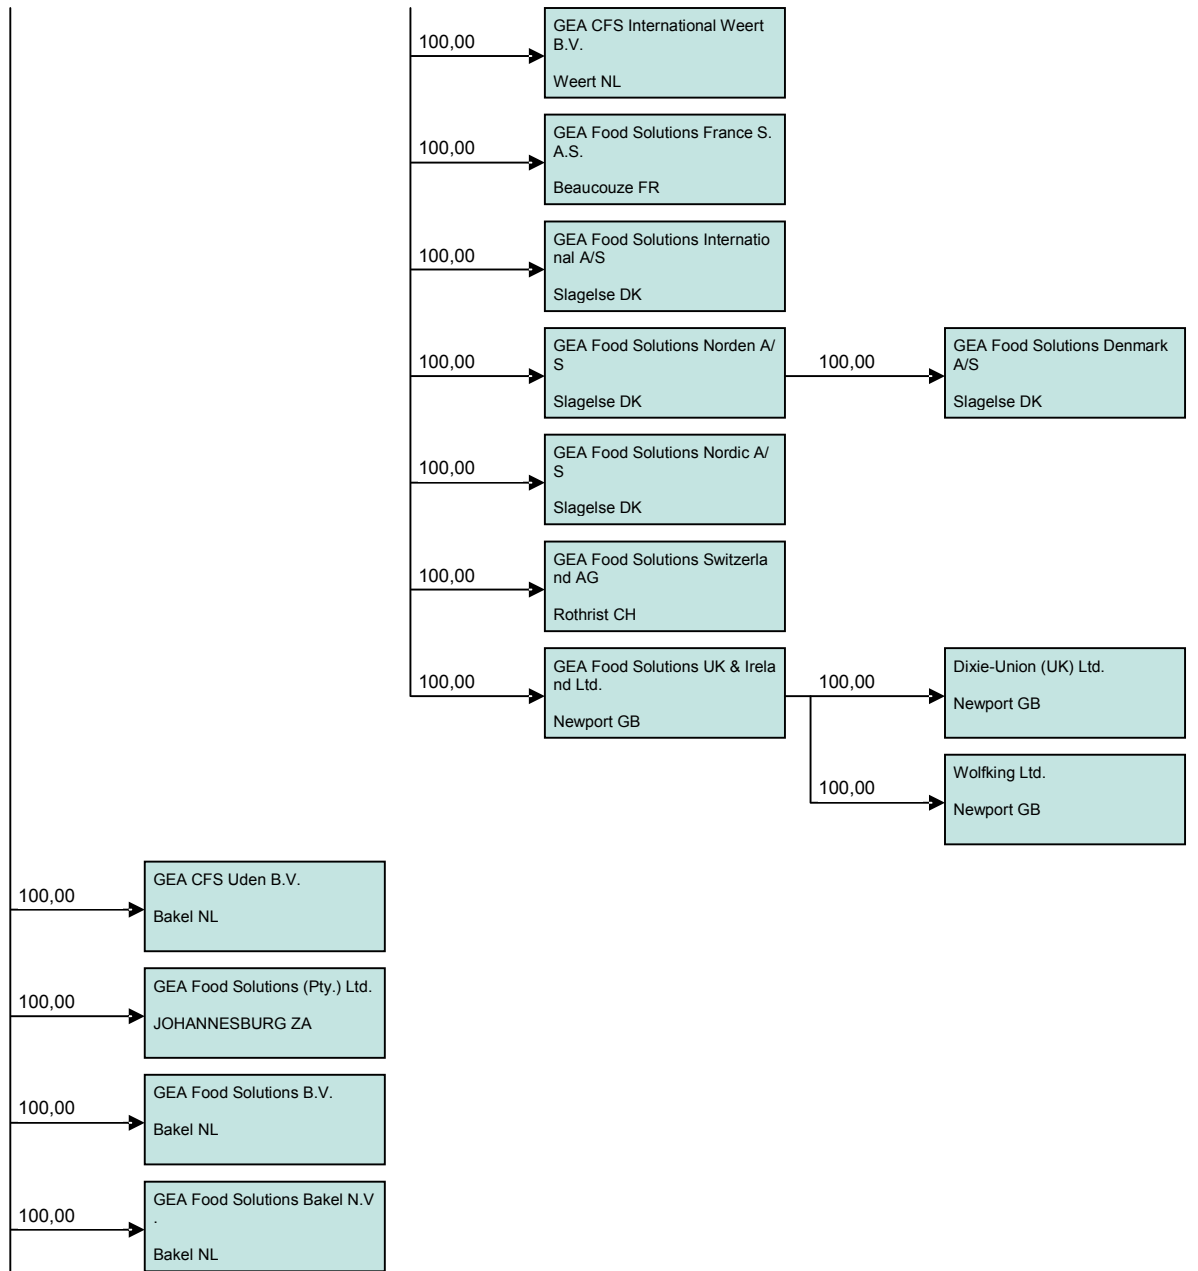 100,00
GEA CFS International Weert
B.V.
Weert NL
100,00
GEA Food Solutions France S.
A.S.
Beaucouze FR
100,00
GEA Food Solutions Internatio
nal A/S
Slagelse DK
100,00
GEA Food Solutions Norden A/
S
Slagelse DK
100,00
GEA Food Solutions Denmark
A/S
Slagelse DK
100,00
GEA Food Solutions Nordic A/
S
Slagelse DK
100,00
GEA Food Solutions Switzerla
nd AG
Rothrist CH
100,00
GEA Food Solutions UK & Irela
nd Ltd.
Newport GB
100,00
Dixie-Union (UK) Ltd.
Newport GB
100,00
Wolfking Ltd.
Newport GB
100,00
GEA CFS Uden B.V.
Bakel NL
100,00
GEA Food Solutions (Pty.) Ltd.
JOHANNESBURG ZA
100,00
GEA Food Solutions B.V.
Bakel NL
100,00
GEA Food Solutions Bakel N.V
.
Bakel NL